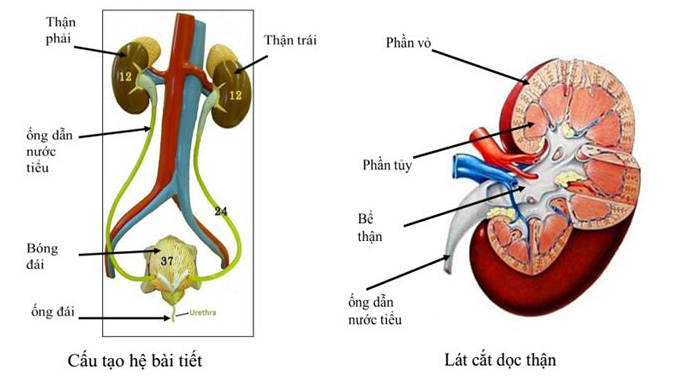 Thận
phải
Thận trái
12
12
ống dẫn
nước
tiểu
24
Bóng
đái
37
ống đái
Urethra
Cấu tạo hệ bài tiết
Phần vỏ
Phần tủy
Bể
thận
ống dẫn
nước tiểu
Lát cắt dọc thận